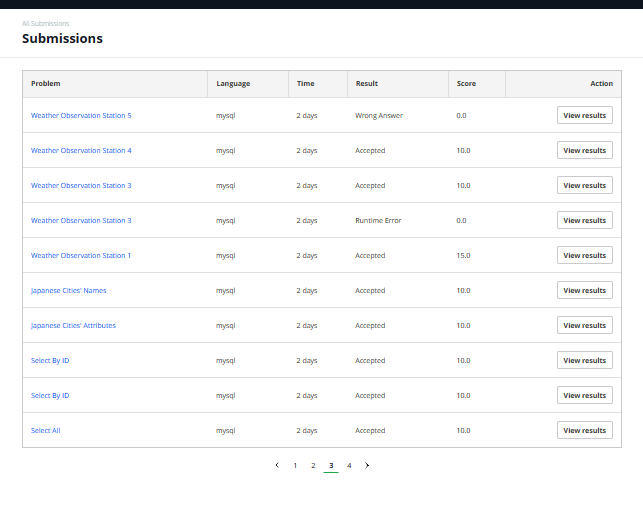 All Submissions
Submissions
Problem Language Time Result Score Action
Weather Observation Station 5 mysql 2 days Wrong Answer 0.0 View results
Weather Observation Station 4 mysql 2 days Accepted 10.0 View results
Weather Observation Station 3 mysql 2 days Accepted 10.0 View results
Weather Observation Station 3 mysql 2 days Runtime Error 0.0 View results
Weather Observation Station 1 mysql 2 days Accepted 15.0 View results
Japanese Cities' Names mysql 2 days Accepted 10.0 View results
Japanese Cities' Attributes mysql 2 days Accepted 10.0 View results
Select By ID mysql 2 days Accepted 10.0 View results
Select By ID mysql 2 days Accepted 10.0 View results
Select All mysql 2 days Accepted 10.0 View results
1 2 3 4